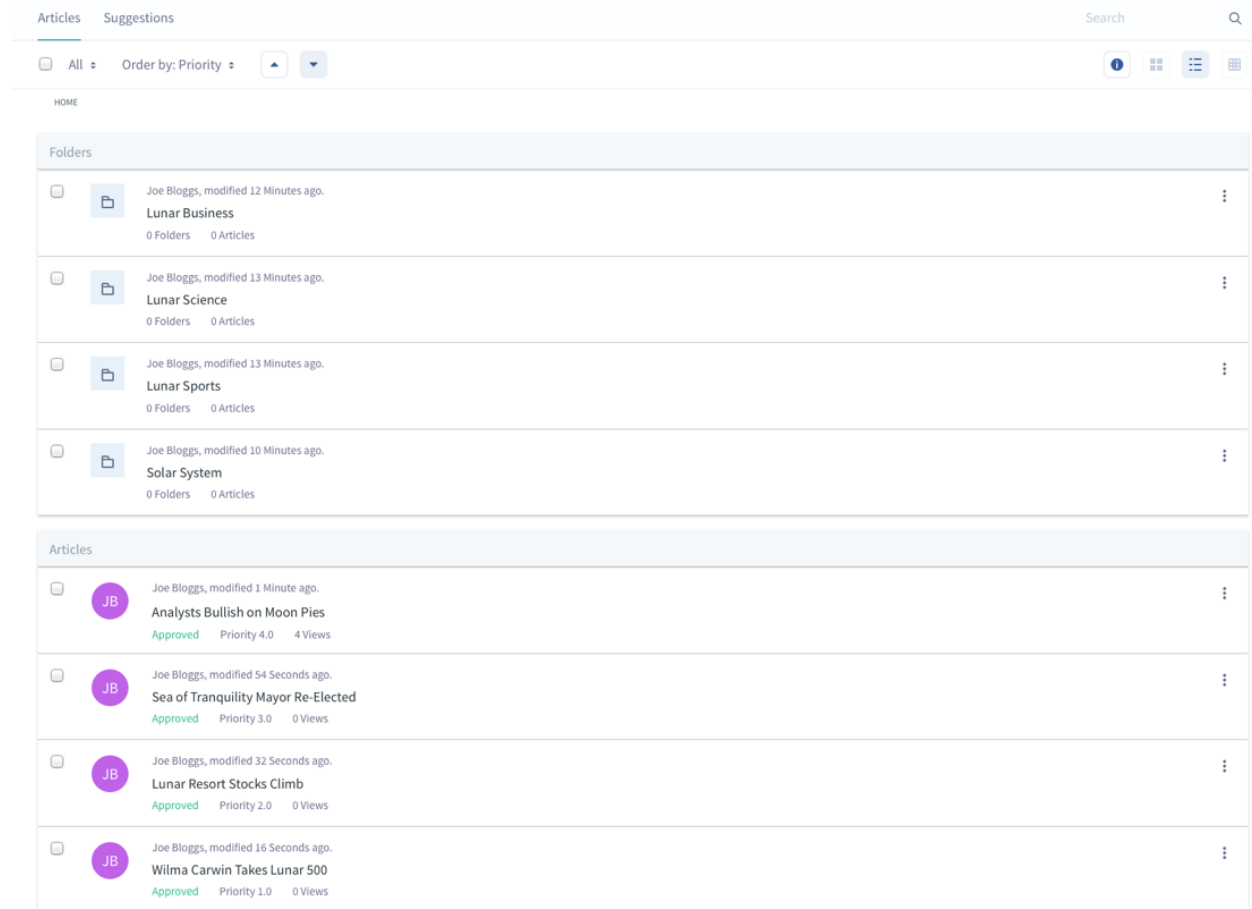 Articles Suggestions Search
All Order by: Priority
HOME
Folders
Joe Bloggs, modified 12 Minutes ago.
Lunar Business
0 Folders 0 Articles
Joe Bloggs, modified 13 Minutes ago.
Lunar Science
0 Folders 0 Articles
Joe Bloggs, modified 13 Minutes ago.
Lunar Sports
0 Folders 0 Articles
Joe Bloggs, modified 10 Minutes ago.
Solar System
0 Folders 0 Articles
Articles
Joe Bloggs, modified 1 Minute ago.
JB
Analysts Bullish on Moon Pies
Approved Priority 4.0 4 Views
Joe Bloggs, modified 54 Seconds ago.
JB
Sea of Tranquility Mayor Re-Elected
Approved Priority 3.0 0 Views
Joe Bloggs, modified 32 Seconds ago.
JB
Lunar Resort Stocks Climb
Approved Priority 2.0 0 Views
Joe Bloggs, modified 16 Seconds ago.
JB
Wilma Carwin Takes Lunar 500
Approved Priority 1.0 0 Views